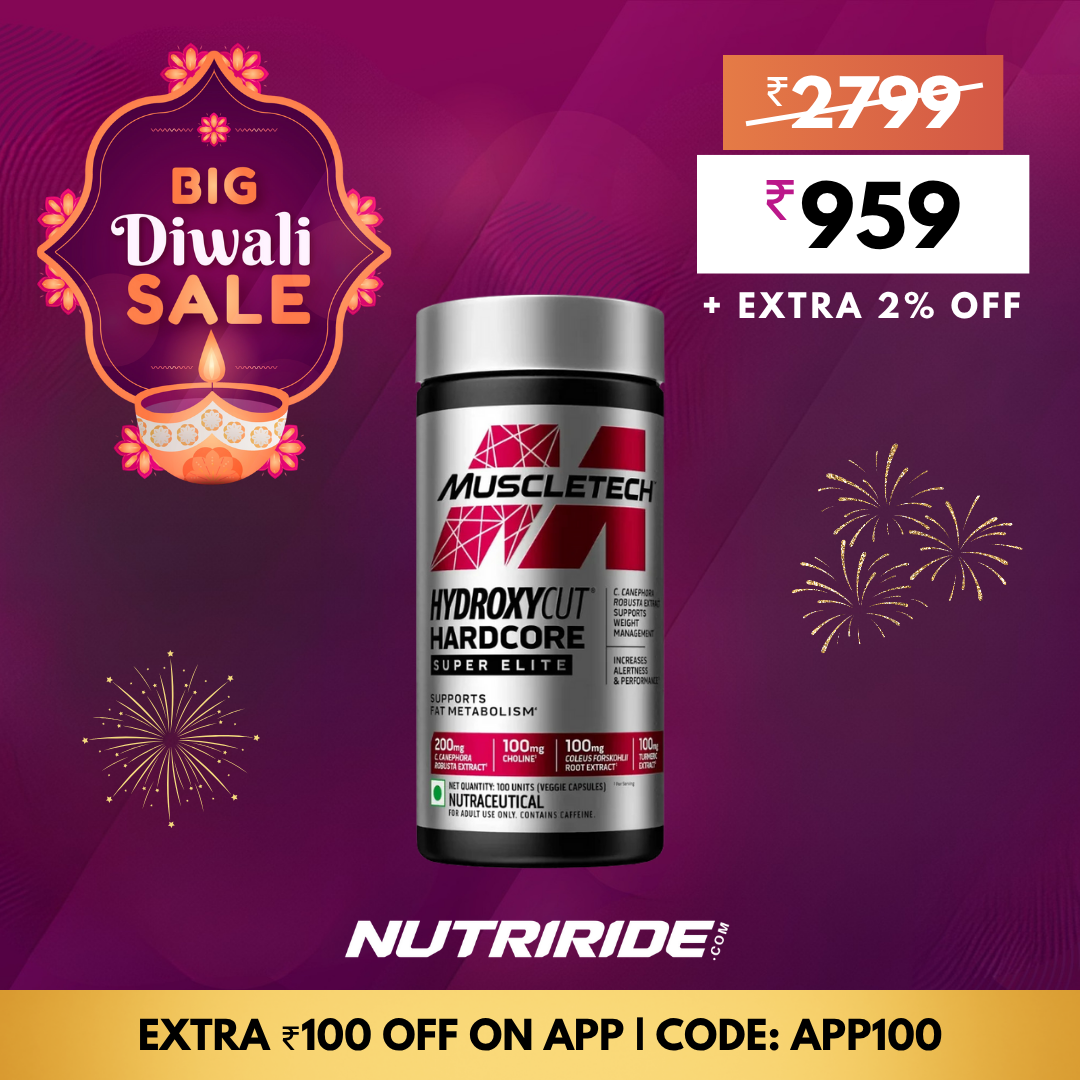 BIG
Diwali
SALE
₹2799
₹959
+ EXTRA 2% OFF
MUSCLETECH
HYDROXYCUT®
HARDCORE
SUPER ELITE
C. CANEPHORA
ROBUSTA EXTRACT
SUPPORTS
WEIGHT
MANAGEMENT
INCREASES
ALERTNESS
& PERFORMANCE
SUPPORTS
FAT METABOLISM
200mg
C. CANEPHORA
ROBUSTA EXTRACT
100mg
CHOLINE
100mg
COLEUS FORSKOHLII
ROOT EXTRACT
100mg
TURMERIC
EXTRACT
NET QUANTITY: 100 UNITS (VEGGIE CAPSULES)
NUTRACEUTICAL
FOR ADULT USE ONLY. CONTAINS CAFFEINE.
NUTRIRIDE.COM
EXTRA ₹100 OFF ON APP | CODE: APP100